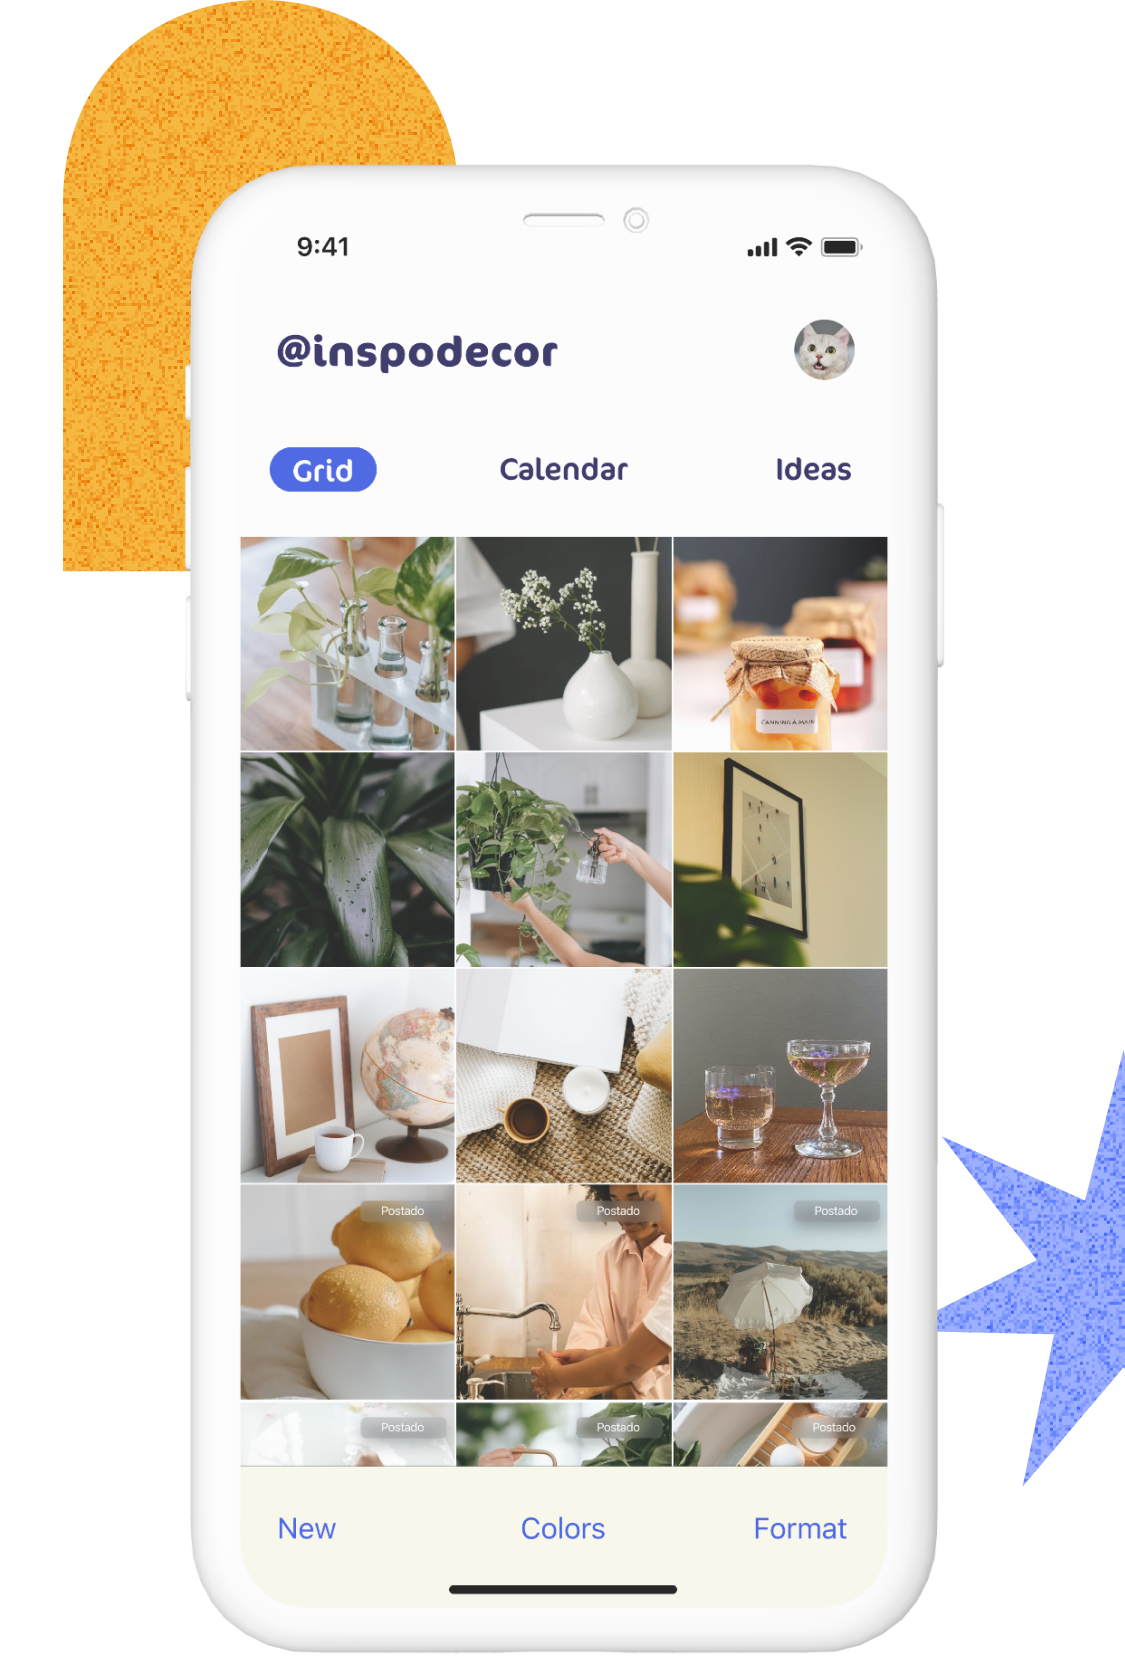 9:41
@inspodecor
Grid Calendar Ideas
CANNING À MAIN
Postado Postado Postado
Postado Postado Postado
New Colors Format